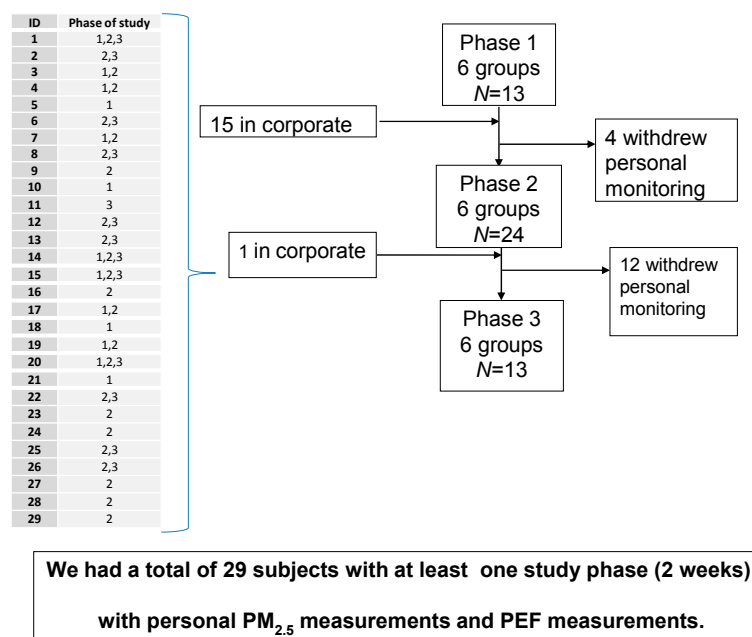 ID Phase of study
1 1,2,3
2 2,3
3 1,2
4 1,2
5 1
6 2,3
7 1,2
8 2,3
9 2
10 1
11 3
12 2,3
13 2,3
14 1,2,3
15 1,2,3
16 2
17 1,2
18 1
19 1,2
20 1,2,3
21 1
22 2,3
23 2
24 2
25 2,3
26 2,3
27 2
28 2
29 2
Phase 1
6 groups
N=13
15 in corporate
4 withdrew
personal
monitoring
Phase 2
6 groups
N=24
1 in corporate
12 withdrew
personal
monitoring
Phase 3
6 groups
N=13
We had a total of 29 subjects with at least one study phase (2 weeks)
with personal PM2.5 measurements and PEF measurements.